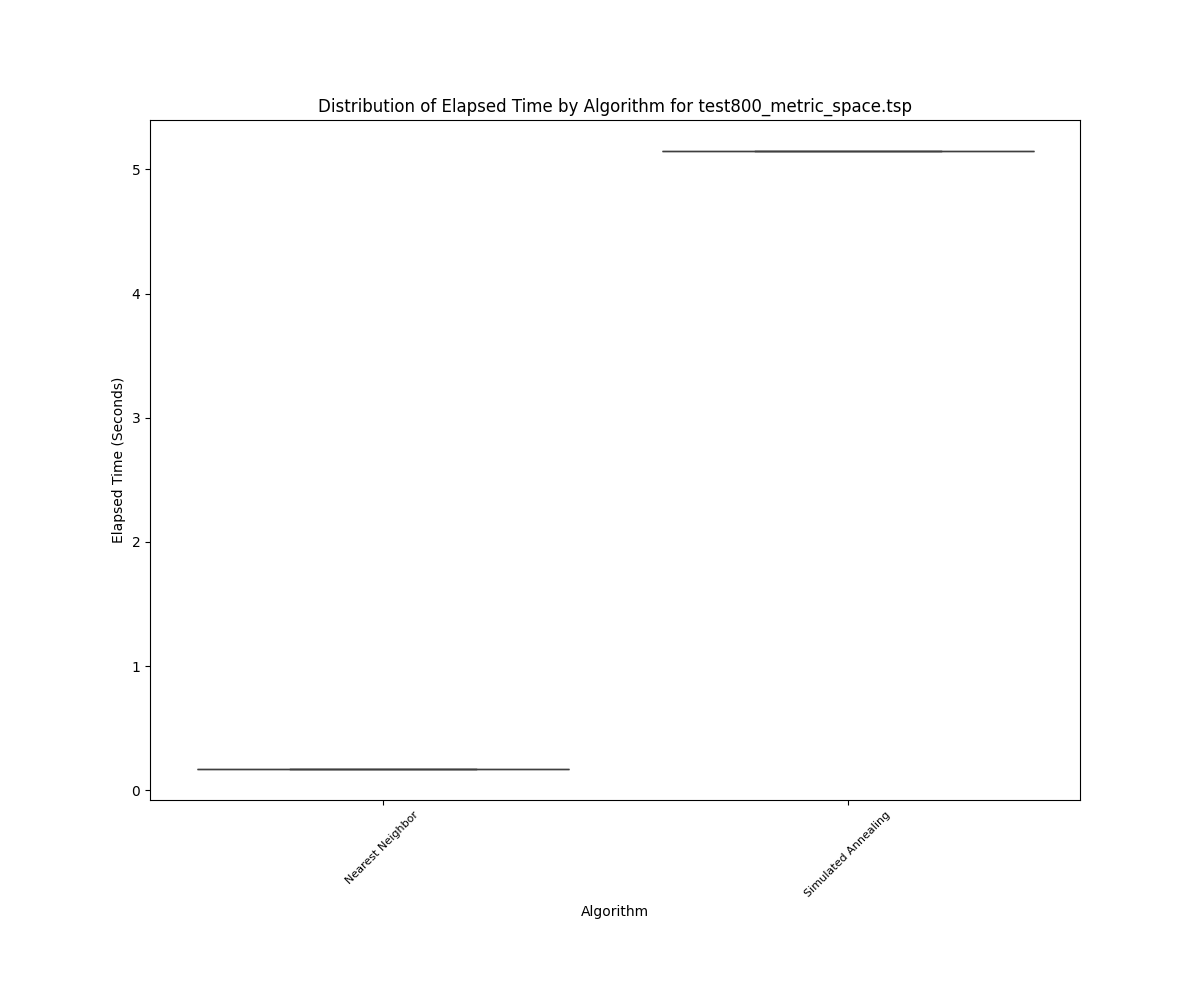 Distribution of Elapsed Time by Algorithm for test800_metric_space.tsp
Elapsed Time (Seconds)
5
4
3
2
1
0
Nearest Neighbor
Simulated Annealing
Algorithm